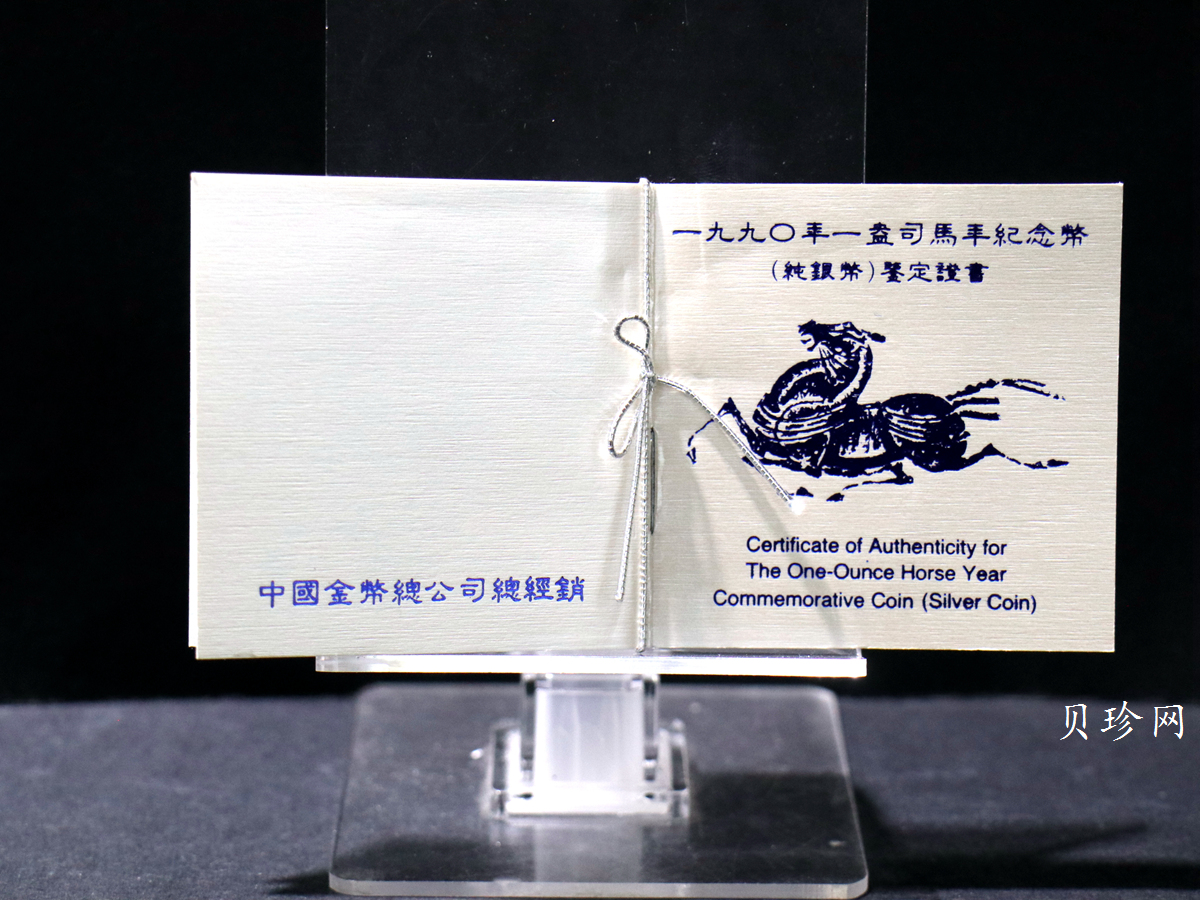 一九九〇年一盎司馬年紀念幣
(純銀幣)鑒定證書
Certificate of Authenticity for
The One-Ounce Horse Year
Commemorative Coin (Silver Coin)
中國金幣總公司總經銷
贝珍网